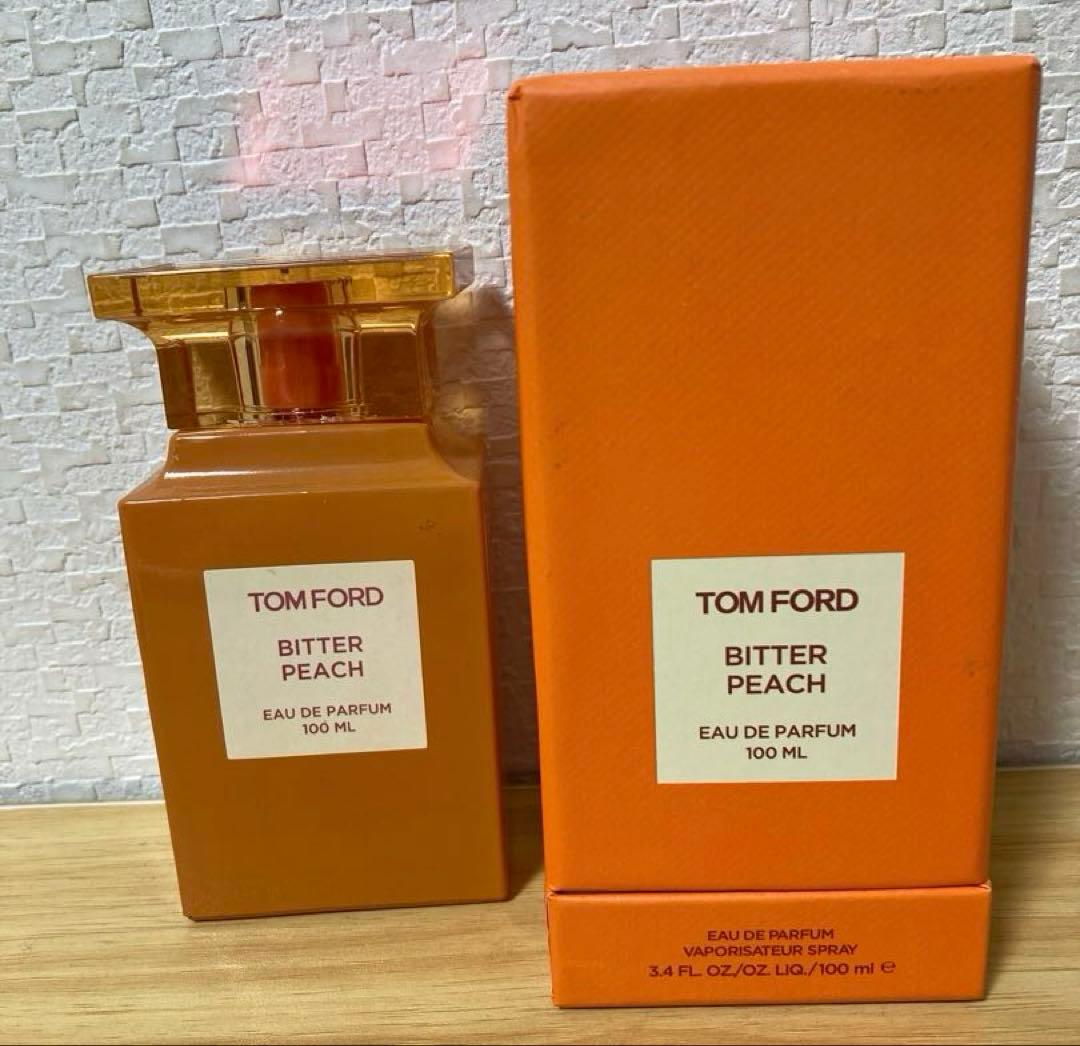 TOM FORD
BITTER
PEACH
EAU DE PARFUM
100 ML
TOM FORD
BITTER
PEACH
EAU DE PARFUM
100 ML
EAU DE PARFUM
VAPORISATEUR SPRAY
3.4 FL. OZ./OZ. LIQ./100 ml ℮